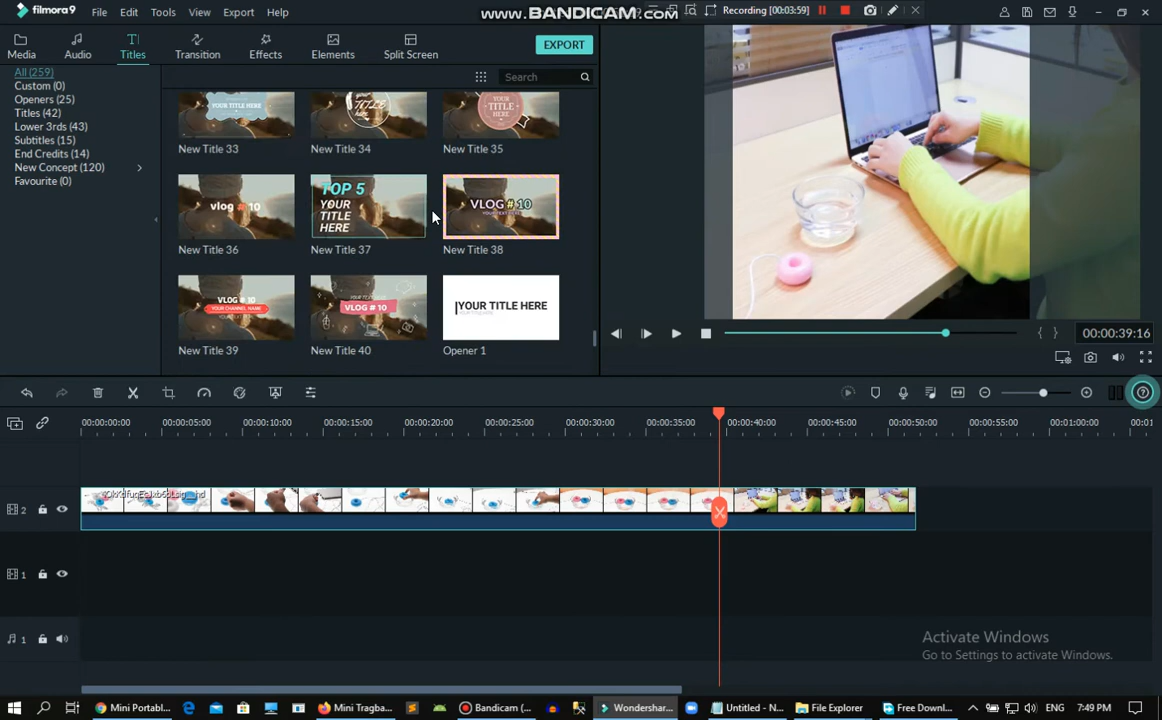 filmora9
File Edit Tools View Export Help
www.BANDICAM.com
Recording [00:03:59]
Media Audio Titles Transition Effects Elements Split Screen
EXPORT
All (259)
Custom (0)
Openers (25)
Titles (42)
Lower 3rds (43)
Subtitles (15)
End Credits (14)
New Concept (120)
Favourite (0)
Search
YOUR TITLE HERE
TITLE
YOUR
TITLE
HERE
New Title 33 New Title 34 New Title 35
vlog # 10
TOP 5
YOUR
TITLE
HERE
VLOG # 10
New Title 36 New Title 37 New Title 38
VLOG # 10
YOUR CHANNEL NAME
VLOG # 10
YOUR TITLE HERE
New Title 39 New Title 40 Opener 1
00:00:39:16
00:00:00:00 00:00:05:00 00:00:10:00 00:00:15:00 00:00:20:00 00:00:25:00 00:00:30:00 00:00:35:00 00:00:40:00 00:00:45:00 00:00:50:00 00:00:55:00 00:01:00:00
2
1
1
Activate Windows
Go to Settings to activate Windows.
Mini Portabl... Mini Tragba... Bandicam (... Wondershar... Untitled - N... File Explorer Free Downl...
ENG 7:49 PM